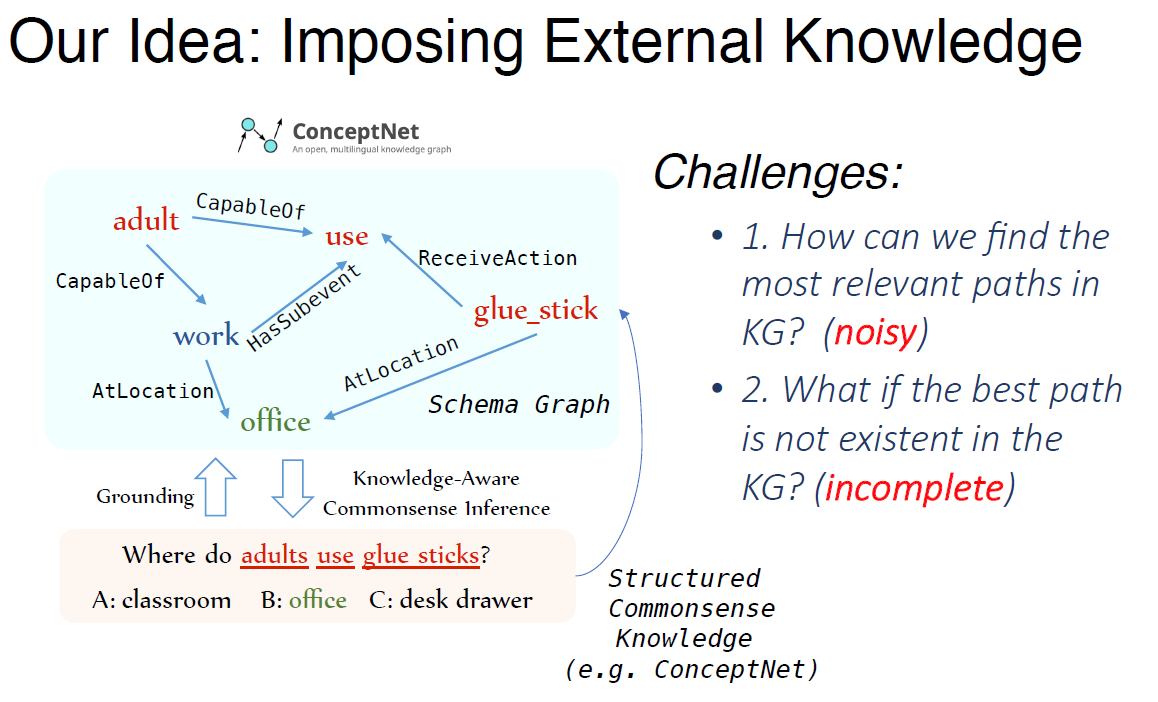 Our Idea: Imposing External Knowledge
ConceptNet
An open, multilingual knowledge graph
adult
CapableOf
use
CapableOf
ReceiveAction
HasSubevent
glue_stick
work
AtLocation
AtLocation
Schema Graph
office
Grounding
Knowledge-Aware
Commonsense Inference
Where do adults use glue sticks?
A: classroom B: office C: desk drawer
Structured
Commonsense
Knowledge
(e.g. ConceptNet)
Challenges:
• 1. How can we find the
most relevant paths in
KG? (noisy)
• 2. What if the best path
is not existent in the
KG? (incomplete)